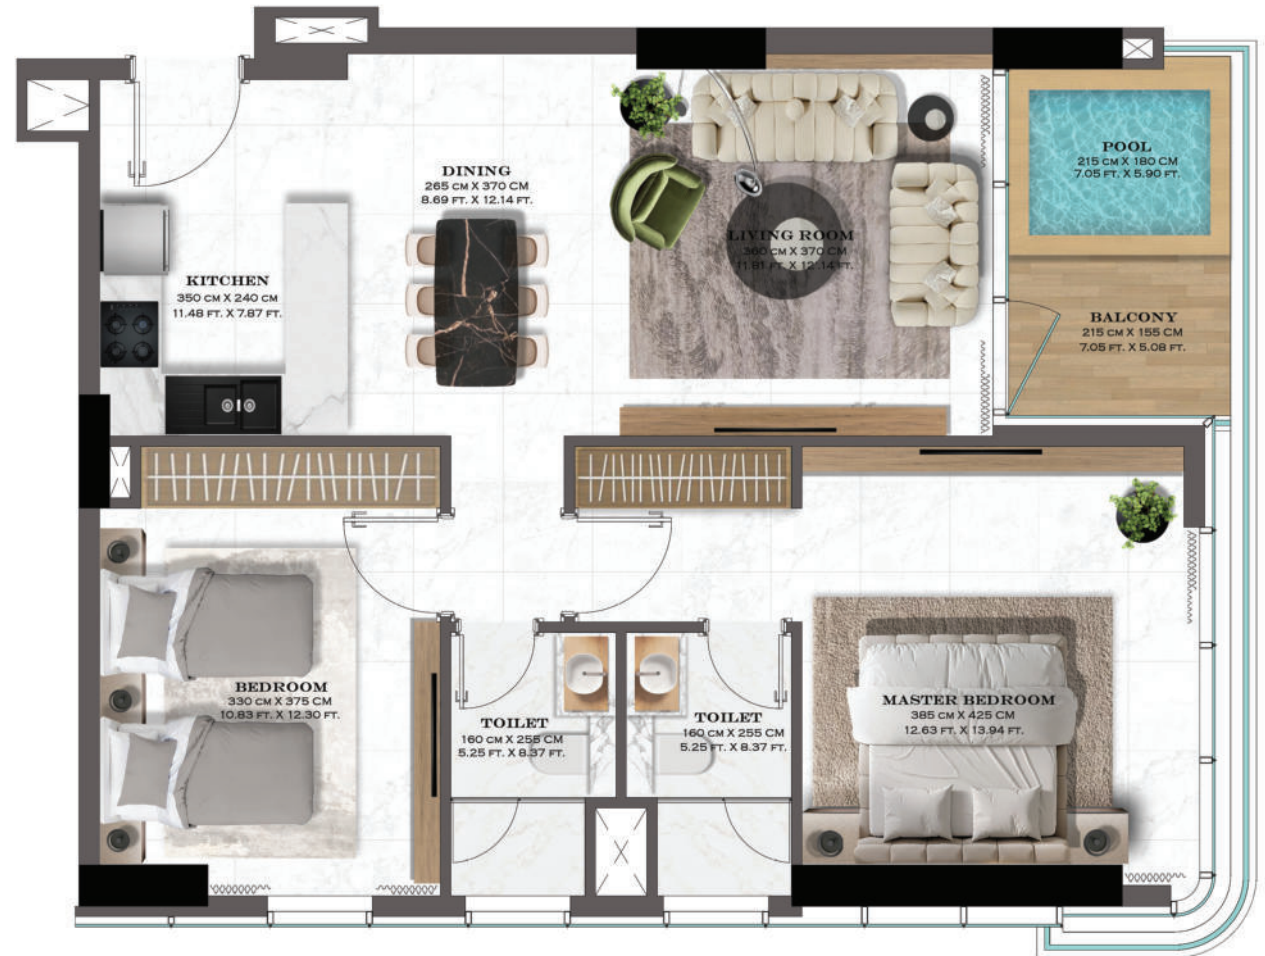 DINING
265 CM X 370 CM
8.69 FT. X 12.14 FT.
POOL
215 CM X 180 CM
7.05 FT. X 5.90 FT.
LIVING ROOM
360 CM X 370 CM
11.81 FT. X 12.14 FT.
KITCHEN
350 CM X 240 CM
11.48 FT. X 7.87 FT.
BALCONY
215 CM X 155 CM
7.05 FT. X 5.08 FT.
BEDROOM
330 CM X 375 CM
10.83 FT. X 12.30 FT.
TOILET
160 CM X 255 CM
5.25 FT. X 8.37 FT.
TOILET
160 CM X 255 CM
5.25 FT. X 8.37 FT.
MASTER BEDROOM
385 CM X 425 CM
12.63 FT. X 13.94 FT.